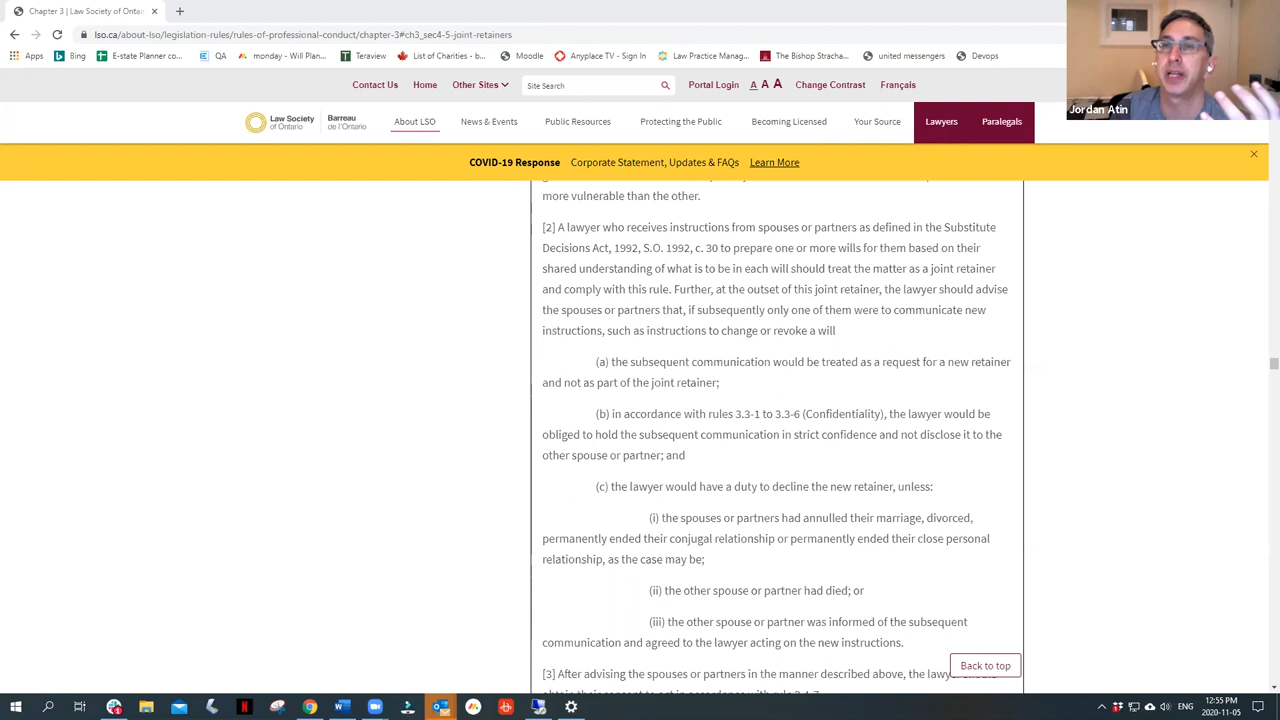 Chapter 3 | Law Society of Ontar
lso.ca/about-lso/legislation-rules/rules-of-professional-conduct/chapter-3#ch3_c4-5-joint-retainers
Apps Bing E-state Planner co... QA monday - Will Plan... Teraview List of Charities - b... Moodle Anyplace TV - Sign In Law Practice Manag... The Bishop Stracha... united messengers Devops
Contact Us Home Other Sites Site Search Portal Login A A A Change Contrast Français
Law Society of Ontario Barreau de l'Ontario About LSO News & Events Public Resources Protecting the Public Becoming Licensed Your Source Lawyers Paralegals
Jordan Atin
COVID-19 Response Corporate Statement, Updates & FAQs Learn More
more vulnerable than the other.
[2] A lawyer who receives instructions from spouses or partners as defined in the Substitute
Decisions Act, 1992, S.O. 1992, c. 30 to prepare one or more wills for them based on their
shared understanding of what is to be in each will should treat the matter as a joint retainer
and comply with this rule. Further, at the outset of this joint retainer, the lawyer should advise
the spouses or partners that, if subsequently only one of them were to communicate new
instructions, such as instructions to change or revoke a will
(a) the subsequent communication would be treated as a request for a new retainer
and not as part of the joint retainer;
(b) in accordance with rules 3.3-1 to 3.3-6 (Confidentiality), the lawyer would be
obliged to hold the subsequent communication in strict confidence and not disclose it to the
other spouse or partner; and
(c) the lawyer would have a duty to decline the new retainer, unless:
(i) the spouses or partners had annulled their marriage, divorced,
permanently ended their conjugal relationship or permanently ended their close personal
relationship, as the case may be;
(ii) the other spouse or partner had died; or
(iii) the other spouse or partner was informed of the subsequent
communication and agreed to the lawyer acting on the new instructions.
Back to top
[3] After advising the spouses or partners in the manner described above, the lawyer should
ENG 12:55 PM
2020-11-05